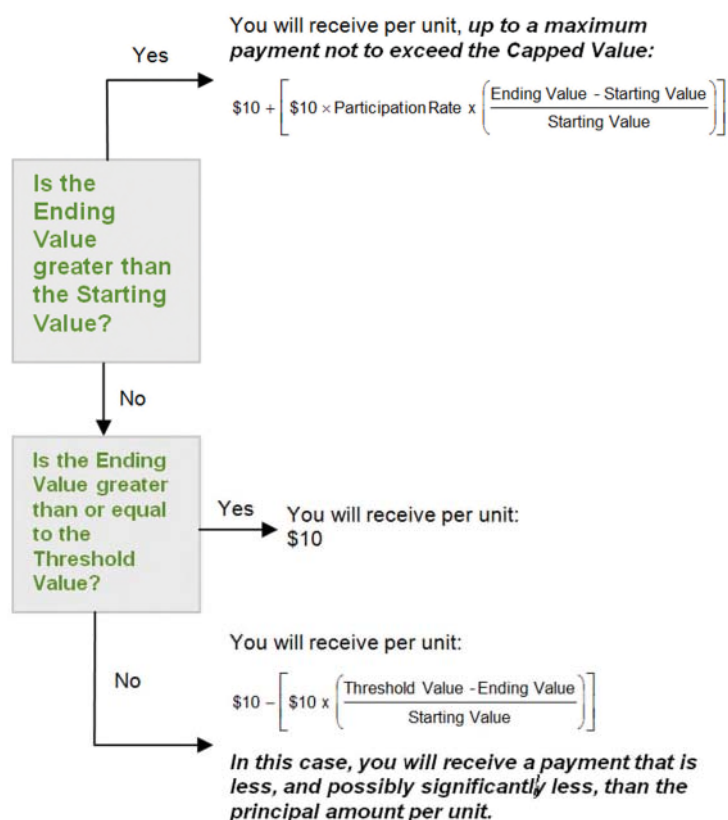 Yes
You will receive per unit, up to a maximum
payment not to exceed the Capped Value:
$10 + [ $10 × Participation Rate x ( Ending Value - Starting Value / Starting Value ) ]
Is the
Ending
Value
greater than
the Starting
Value?
No
Is the Ending
Value greater
than or equal
to the
Threshold
Value?
Yes
You will receive per unit:
$10
No
You will receive per unit:
$10 – [ $10 x ( Threshold Value - Ending Value / Starting Value ) ]
In this case, you will receive a payment that is
less, and possibly significantly less, than the
principal amount per unit.